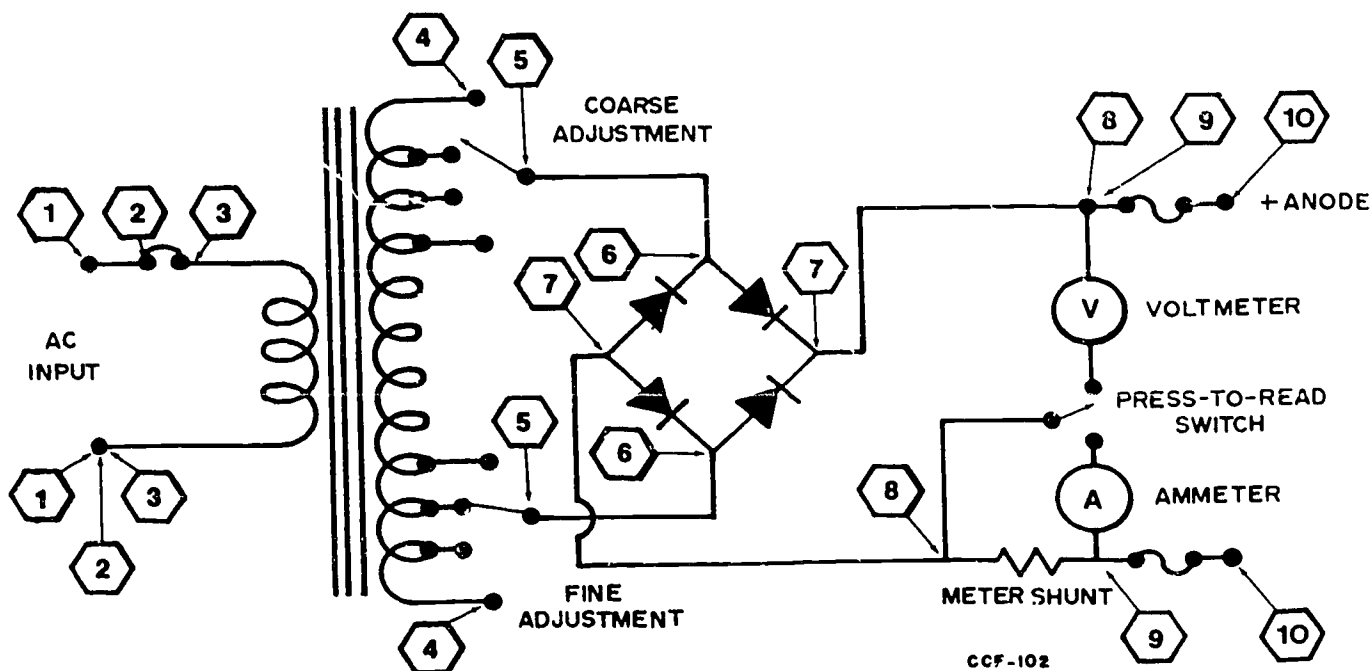 4
5
COARSE
ADJUSTMENT
8
9
10
1
2
3
+ ANODE
6
7
7
V
VOLTMETER
AC
INPUT
PRESS-TO-READ
SWITCH
5
6
1
3
A
AMMETER
8
2
FINE
ADJUSTMENT
METER SHUNT
4
9
10
CCF-102